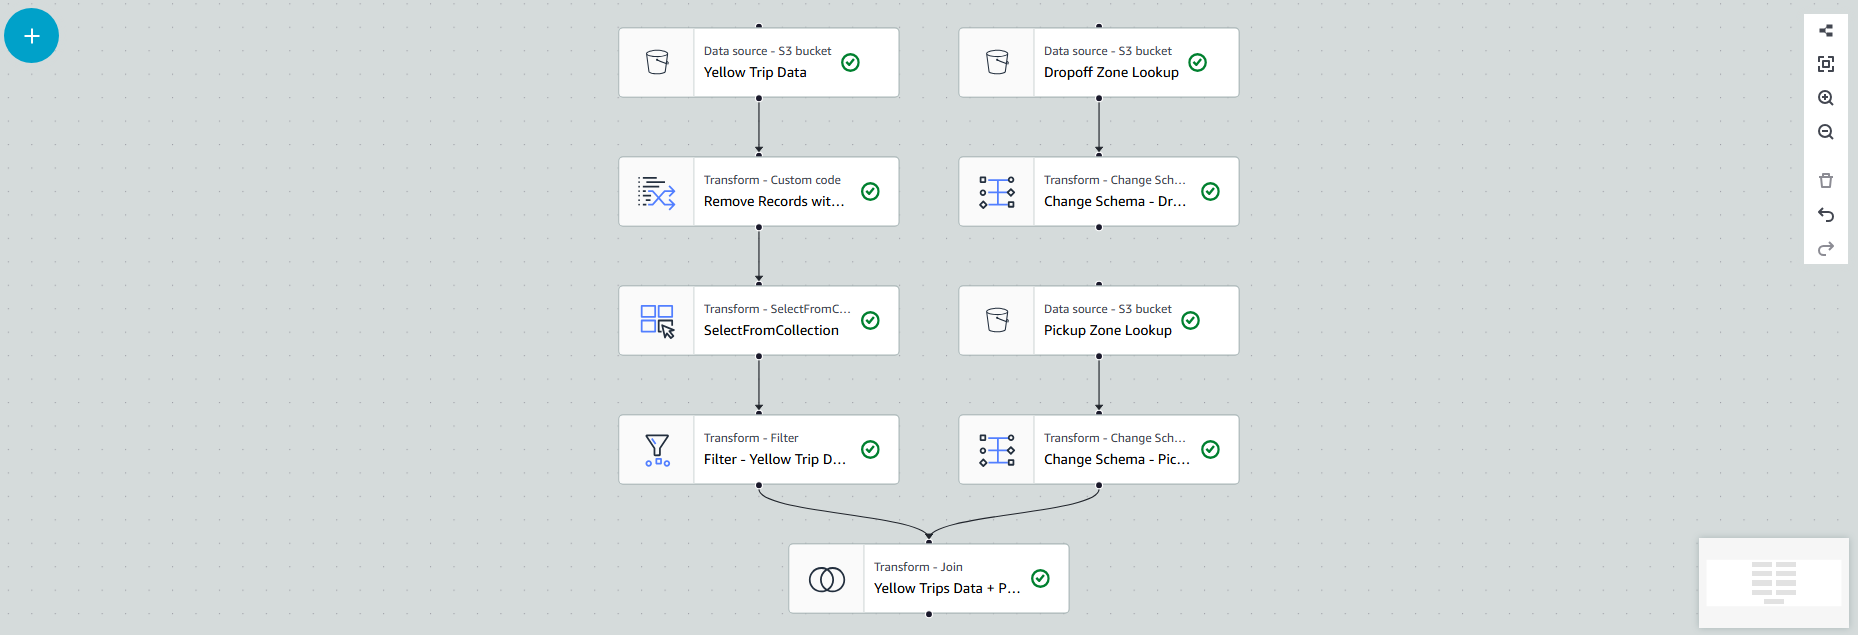 Data source - S3 bucket
Yellow Trip Data
Data source - S3 bucket
Dropoff Zone Lookup
Transform - Custom code
Remove Records wit...
Transform - Change Sch...
Change Schema - Dr...
Transform - SelectFromC...
SelectFromCollection
Data source - S3 bucket
Pickup Zone Lookup
Transform - Filter
Filter - Yellow Trip D...
Transform - Change Sch...
Change Schema - Pic...
Transform - Join
Yellow Trips Data + P...